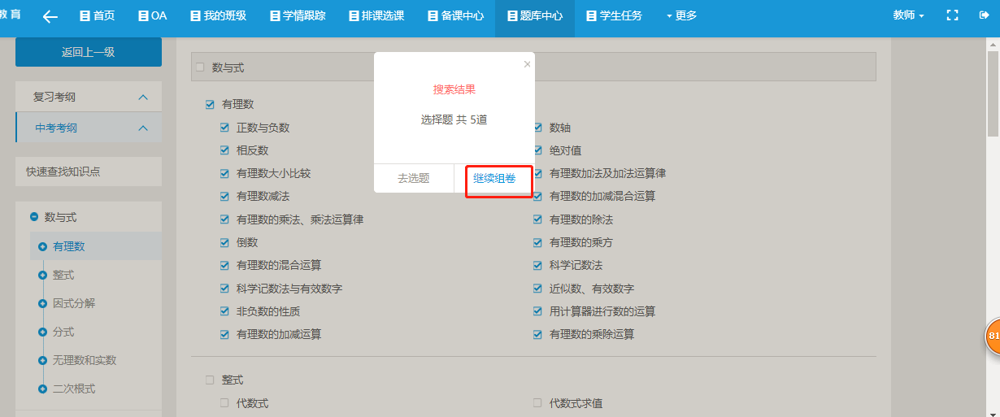 教育 首页 OA 我的班级 学情跟踪 排课选课 备课中心 题库中心 学生任务 更多 教师
返回上一级
复习考纲
中考考纲
快速查找知识点
数与式
有理数
整式
因式分解
分式
无理数和实数
二次根式
数与式
有理数
正数与负数 数轴
相反数 绝对值
有理数大小比较 有理数加法及加法运算律
有理数减法 有理数的加减混合运算
有理数的乘法、乘法运算律 有理数的除法
倒数 有理数的乘方
有理数的混合运算 科学记数法
科学记数法与有效数字 近似数、有效数字
非负数的性质 用计算器进行数的运算
有理数的加减运算 有理数的乘除运算
整式
代数式 代数式求值
×
搜索结果
选择题 共 5道
去选题 继续组卷
81